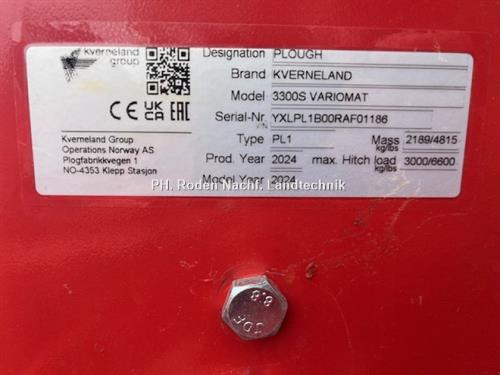 kverneland
group
CE UK CA EAC
Kverneland Group
Operations Norway AS
Plogfabrikkvegen 1
NO-4353 Klepp Stasjon
Designation PLOUGH
Brand KVERNELAND
Model 3300S VARIOMAT
Serial-Nr YXLPL1B00RAF01186
Type PL1 Mass kg/lbs 2189/4815
Prod. Year 2024 max. Hitch load kg/lbs 3000/6600
Model Year 2024
PH. Roden Nachf. Landtechnik
8.8